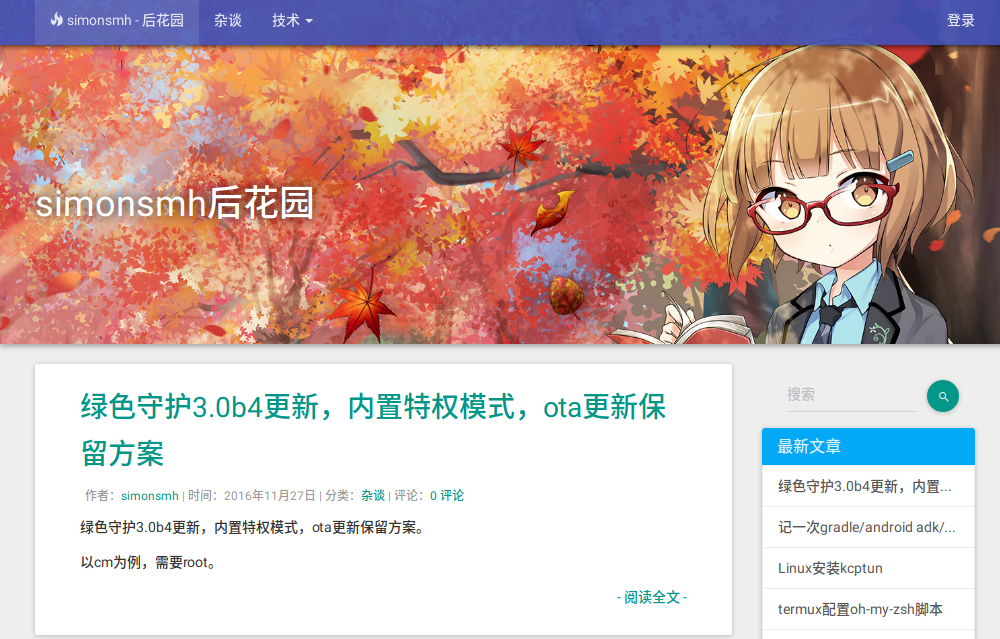 simonsmh - 后花园 杂谈 技术 登录
simonsmh后花园
绿色守护3.0b4更新，内置特权模式，ota更新保
留方案
作者：simonsmh | 时间：2016年11月27日 | 分类：杂谈 | 评论：0 评论
绿色守护3.0b4更新，内置特权模式，ota更新保留方案。
以cm为例，需要root。
- 阅读全文 -
搜索
最新文章
绿色守护3.0b4更新，内置...
记一次gradle/android adk/...
Linux安装kcptun
termux配置oh-my-zsh脚本